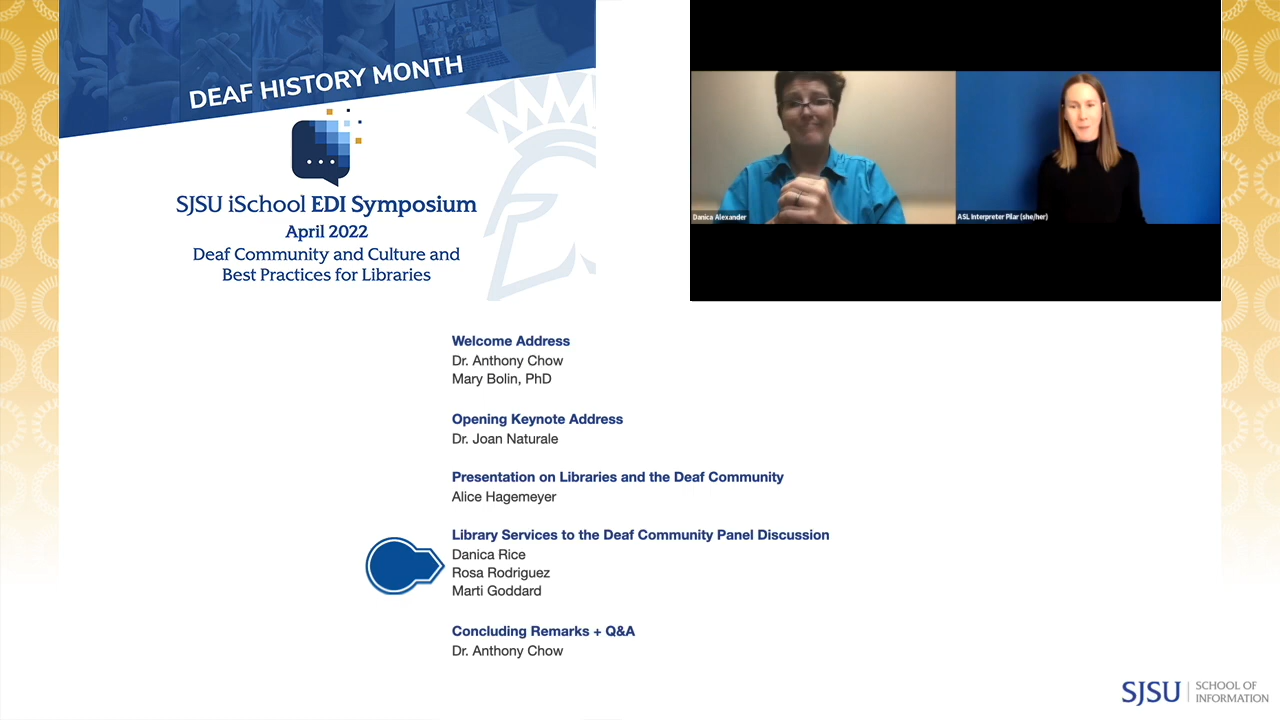 DEAF HISTORY MONTH
SJSU iSchool EDI Symposium
April 2022
Deaf Community and Culture and
Best Practices for Libraries
Danica Alexander
ASL Interpreter Pilar (she/her)
Welcome Address
Dr. Anthony Chow
Mary Bolin, PhD
Opening Keynote Address
Dr. Joan Naturale
Presentation on Libraries and the Deaf Community
Alice Hagemeyer
Library Services to the Deaf Community Panel Discussion
Danica Rice
Rosa Rodriguez
Marti Goddard
Concluding Remarks + Q&A
Dr. Anthony Chow
SJSU | SCHOOL OF
INFORMATION